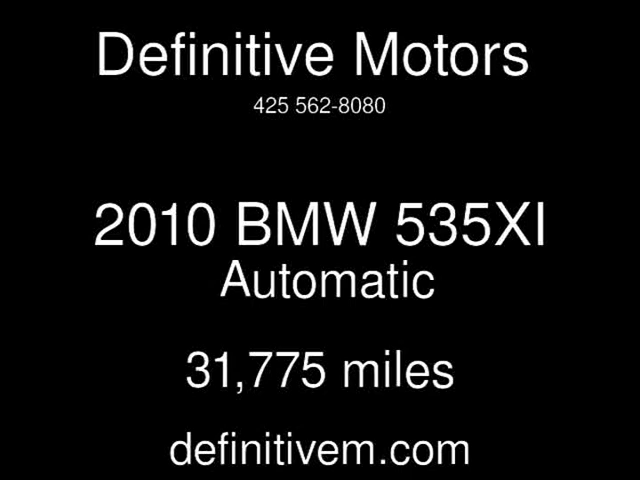 Definitive Motors
425 562-8080
2010 BMW 535XI
Automatic
31,775 miles
definitivem.com